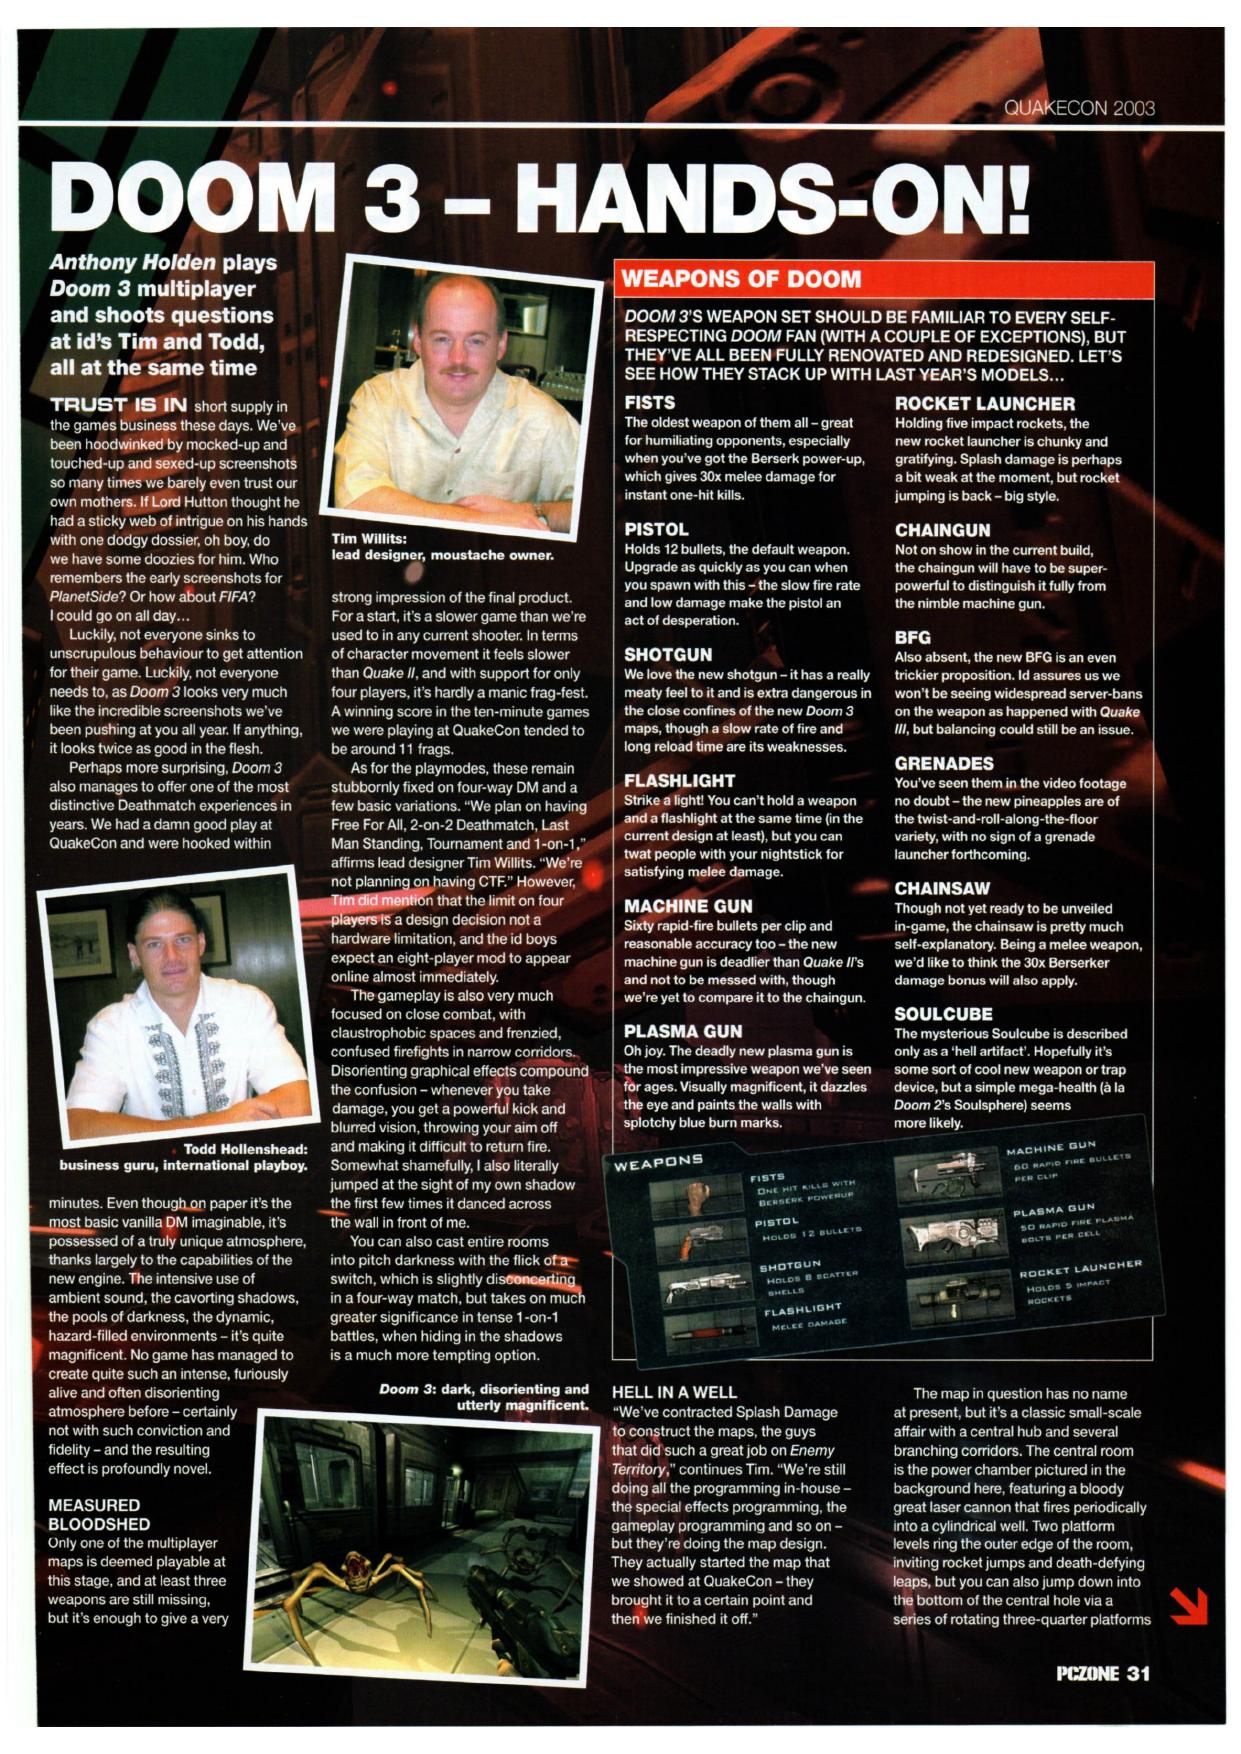 QUAKECON 2003
DOOM 3 – HANDS-ON!
Anthony Holden plays
Doom 3 multiplayer
and shoots questions
at id's Tim and Todd,
all at the same time
TRUST IS IN short supply in
the games business these days. We've
been hoodwinked by mocked-up and
touched-up and sexed-up screenshots
so many times we barely even trust our
own mothers. If Lord Hutton thought he
had a sticky web of intrigue on his hands
with one dodgy dossier, oh boy, do
we have some doozies for him. Who
remembers the early screenshots for
PlanetSide? Or how about FIFA?
I could go on all day...
Luckily, not everyone sinks to
unscrupulous behaviour to get attention
for their game. Luckily, not everyone
needs to, as Doom 3 looks very much
like the incredible screenshots we've
been pushing at you all year. If anything,
it looks twice as good in the flesh.
Perhaps more surprising, Doom 3
also manages to offer one of the most
distinctive Deathmatch experiences in
years. We had a damn good play at
QuakeCon and were hooked within
Todd Hollenshead:
business guru, international playboy.
minutes. Even though on paper it's the
most basic vanilla DM imaginable, it's
possessed of a truly unique atmosphere,
thanks largely to the capabilities of the
new engine. The intensive use of
ambient sound, the cavorting shadows,
the pools of darkness, the dynamic,
hazard-filled environments – it's quite
magnificent. No game has managed to
create quite such an intense, furiously
alive and often disorienting
atmosphere before – certainly
not with such conviction and
fidelity – and the resulting
effect is profoundly novel.
MEASURED
BLOODSHED
Only one of the multiplayer
maps is deemed playable at
this stage, and at least three
weapons are still missing,
but it's enough to give a very
Tim Willits:
lead designer, moustache owner.
strong impression of the final product.
For a start, it's a slower game than we're
used to in any current shooter. In terms
of character movement it feels slower
than Quake II, and with support for only
four players, it's hardly a manic frag-fest.
A winning score in the ten-minute games
we were playing at QuakeCon tended to
be around 11 frags.
As for the playmodes, these remain
stubbornly fixed on four-way DM and a
few basic variations. "We plan on having
Free For All, 2-on-2 Deathmatch, Last
Man Standing, Tournament and 1-on-1,"
affirms lead designer Tim Willits. "We're
not planning on having CTF." However,
Tim did mention that the limit on four
players is a design decision not a
hardware limitation, and the id boys
expect an eight-player mod to appear
online almost immediately.
The gameplay is also very much
focused on close combat, with
claustrophobic spaces and frenzied,
confused firefights in narrow corridors.
Disorienting graphical effects compound
the confusion – whenever you take
damage, you get a powerful kick and
blurred vision, throwing your aim off
and making it difficult to return fire.
Somewhat shamefully, I also literally
jumped at the sight of my own shadow
the first few times it danced across
the wall in front of me.
You can also cast entire rooms
into pitch darkness with the flick of a
switch, which is slightly disconcerting
in a four-way match, but takes on much
greater significance in tense 1-on-1
battles, when hiding in the shadows
is a much more tempting option.
Doom 3: dark, disorienting and
utterly magnificent.
WEAPONS OF DOOM
DOOM 3'S WEAPON SET SHOULD BE FAMILIAR TO EVERY SELF-
RESPECTING DOOM FAN (WITH A COUPLE OF EXCEPTIONS), BUT
THEY'VE ALL BEEN FULLY RENOVATED AND REDESIGNED. LET'S
SEE HOW THEY STACK UP WITH LAST YEAR'S MODELS...
FISTS
The oldest weapon of them all – great
for humiliating opponents, especially
when you've got the Berserk power-up,
which gives 30x melee damage for
instant one-hit kills.
PISTOL
Holds 12 bullets, the default weapon.
Upgrade as quickly as you can when
you spawn with this – the slow fire rate
and low damage make the pistol an
act of desperation.
SHOTGUN
We love the new shotgun – it has a really
meaty feel to it and is extra dangerous in
the close confines of the new Doom 3
maps, though a slow rate of fire and
long reload time are its weaknesses.
FLASHLIGHT
Strike a light! You can't hold a weapon
and a flashlight at the same time (in the
current design at least), but you can
twat people with your nightstick for
satisfying melee damage.
MACHINE GUN
Sixty rapid-fire bullets per clip and
reasonable accuracy too – the new
machine gun is deadlier than Quake II's
and not to be messed with, though
we're yet to compare it to the chaingun.
PLASMA GUN
Oh joy. The deadly new plasma gun is
the most impressive weapon we've seen
for ages. Visually magnificent, it dazzles
the eye and paints the walls with
splotchy blue burn marks.
ROCKET LAUNCHER
Holding five impact rockets, the
new rocket launcher is chunky and
gratifying. Splash damage is perhaps
a bit weak at the moment, but rocket
jumping is back – big style.
CHAINGUN
Not on show in the current build,
the chaingun will have to be super-
powerful to distinguish it fully from
the nimble machine gun.
BFG
Also absent, the new BFG is an even
trickier proposition. Id assures us we
won't be seeing widespread server-bans
on the weapon as happened with Quake
III, but balancing could still be an issue.
GRENADES
You've seen them in the video footage
no doubt – the new pineapples are of
the twist-and-roll-along-the-floor
variety, with no sign of a grenade
launcher forthcoming.
CHAINSAW
Though not yet ready to be unveiled
in-game, the chainsaw is pretty much
self-explanatory. Being a melee weapon,
we'd like to think the 30x Berserker
damage bonus will also apply.
SOULCUBE
The mysterious Soulcube is described
only as a 'hell artifact'. Hopefully it's
some sort of cool new weapon or trap
device, but a simple mega-health (à la
Doom 2's Soulsphere) seems
more likely.
WEAPONS
FISTS
ONE HIT KILLS WITH
BERSERK POWERUP
PISTOL
HOLDS 12 BULLETS
SHOTGUN
HOLDS 8 SCATTER
SHELLS
FLASHLIGHT
MELEE DAMAGE
MACHINE GUN
60 RAPID FIRE BULLETS
PER CLIP
PLASMA GUN
50 RAPID FIRE PLASMA
BOLTS PER CELL
ROCKET LAUNCHER
HOLDS 5 IMPACT
ROCKETS
HELL IN A WELL
"We've contracted Splash Damage
to construct the maps, the guys
that did such a great job on Enemy
Territory," continues Tim. "We're still
doing all the programming in-house –
the special effects programming, the
gameplay programming and so on –
but they're doing the map design.
They actually started the map that
we showed at QuakeCon – they
brought it to a certain point and
then we finished it off."
The map in question has no name
at present, but it's a classic small-scale
affair with a central hub and several
branching corridors. The central room
is the power chamber pictured in the
background here, featuring a bloody
great laser cannon that fires periodically
into a cylindrical well. Two platform
levels ring the outer edge of the room,
inviting rocket jumps and death-defying
leaps, but you can also jump down into
the bottom of the central hole via a
series of rotating three-quarter platforms
PCZONE 31